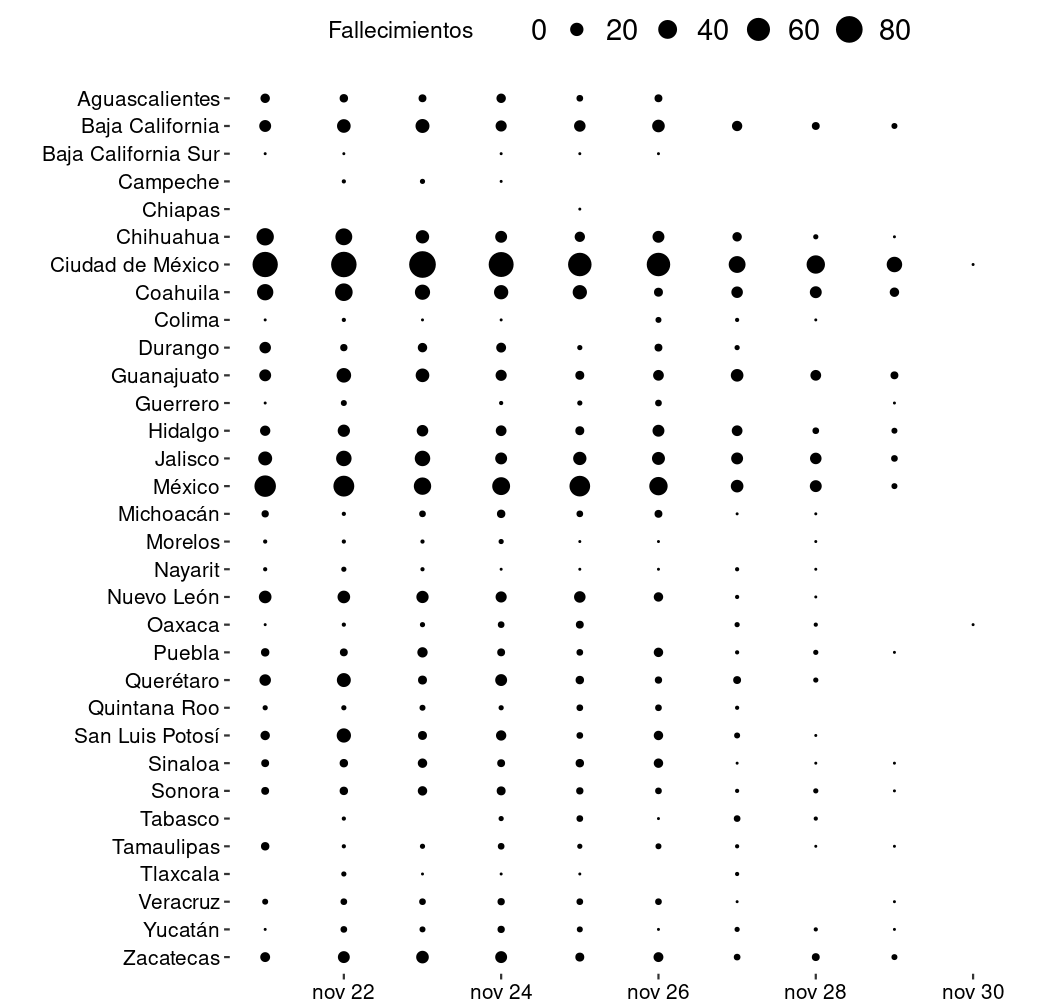 Fallecimientos 0 20 40 60 80
Aguascalientes
Baja California
Baja California Sur
Campeche
Chiapas
Chihuahua
Ciudad de México
Coahuila
Colima
Durango
Guanajuato
Guerrero
Hidalgo
Jalisco
México
Michoacán
Morelos
Nayarit
Nuevo León
Oaxaca
Puebla
Querétaro
Quintana Roo
San Luis Potosí
Sinaloa
Sonora
Tabasco
Tamaulipas
Tlaxcala
Veracruz
Yucatán
Zacatecas
nov 22 nov 24 nov 26 nov 28 nov 30